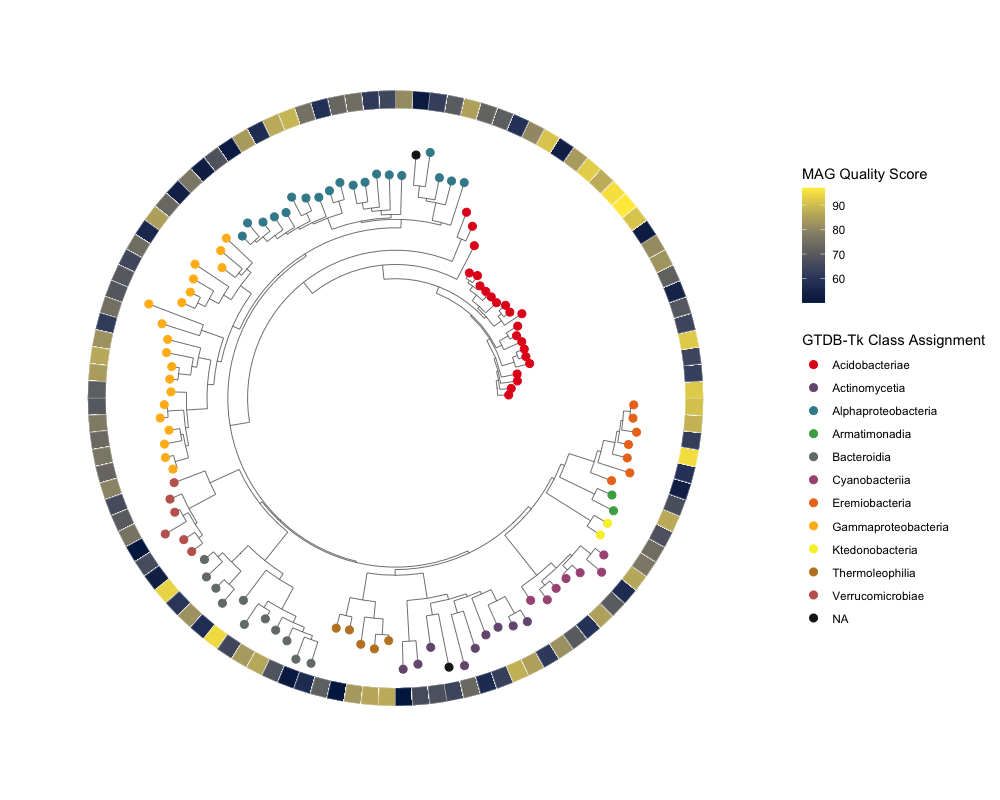 MAG Quality Score
90
80
70
60
GTDB-Tk Class Assignment
Acidobacteriae
Actinomycetia
Alphaproteobacteria
Armatimonadia
Bacteroidia
Cyanobacteriia
Eremiobacteria
Gammaproteobacteria
Ktedonobacteria
Thermoleophilia
Verrucomicrobiae
NA